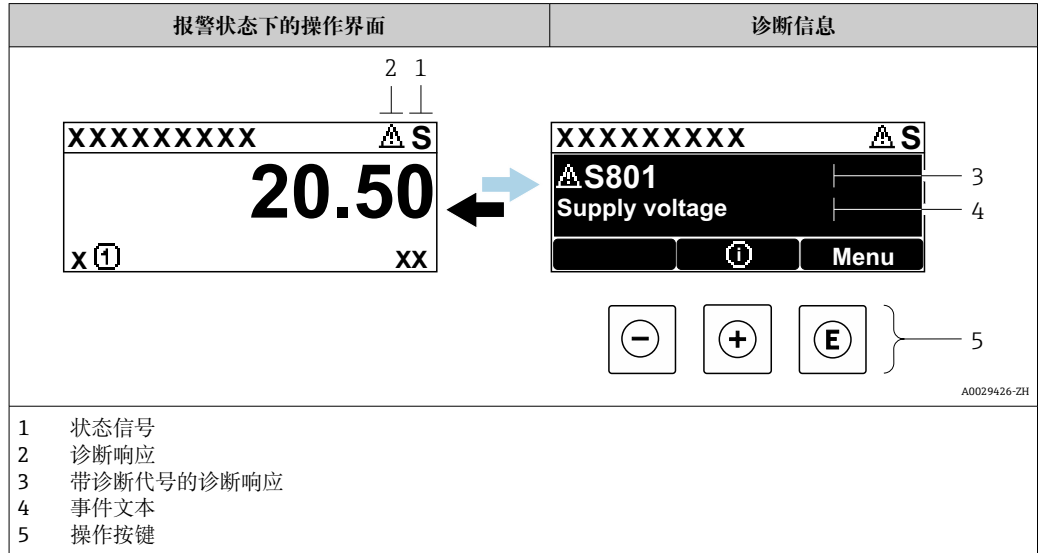 报警状态下的操作界面
诊断信息
2 1
XXXXXXXXX ⚠ S
20.50
X 1 XX
XXXXXXXXX ⚠ S
⚠S801
Supply voltage
i Menu
3
4
- + E
5
A0029426-ZH
1 状态信号
2 诊断响应
3 带诊断代号的诊断响应
4 事件文本
5 操作按键